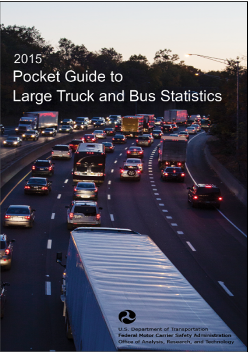 2015
Pocket Guide to
Large Truck and Bus Statistics
U.S. Department of Transportation
Federal Motor Carrier Safety Administration
Office of Analysis, Research, and Technology